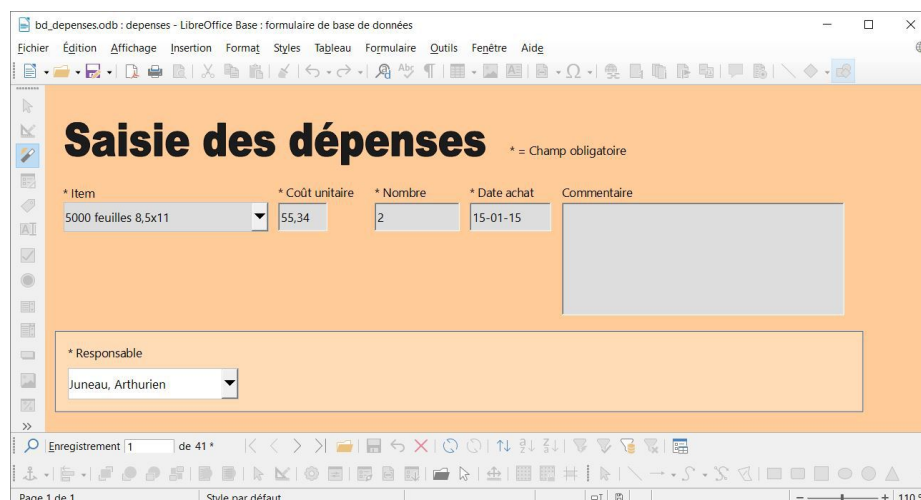 bd_depenses.odb : depenses - LibreOffice Base : formulaire de base de données
Fichier Édition Affichage Insertion Format Styles Tableau Formulaire Outils Fenêtre Aide
Saisie des dépenses
* = Champ obligatoire
* Item * Coût unitaire * Nombre * Date achat Commentaire
5000 feuilles 8,5x11 55,34 2 15-01-15
* Responsable
Juneau, Arthurien
Enregistrement 1 de 41 *
Page 1 de 1 Style par défaut 110 %